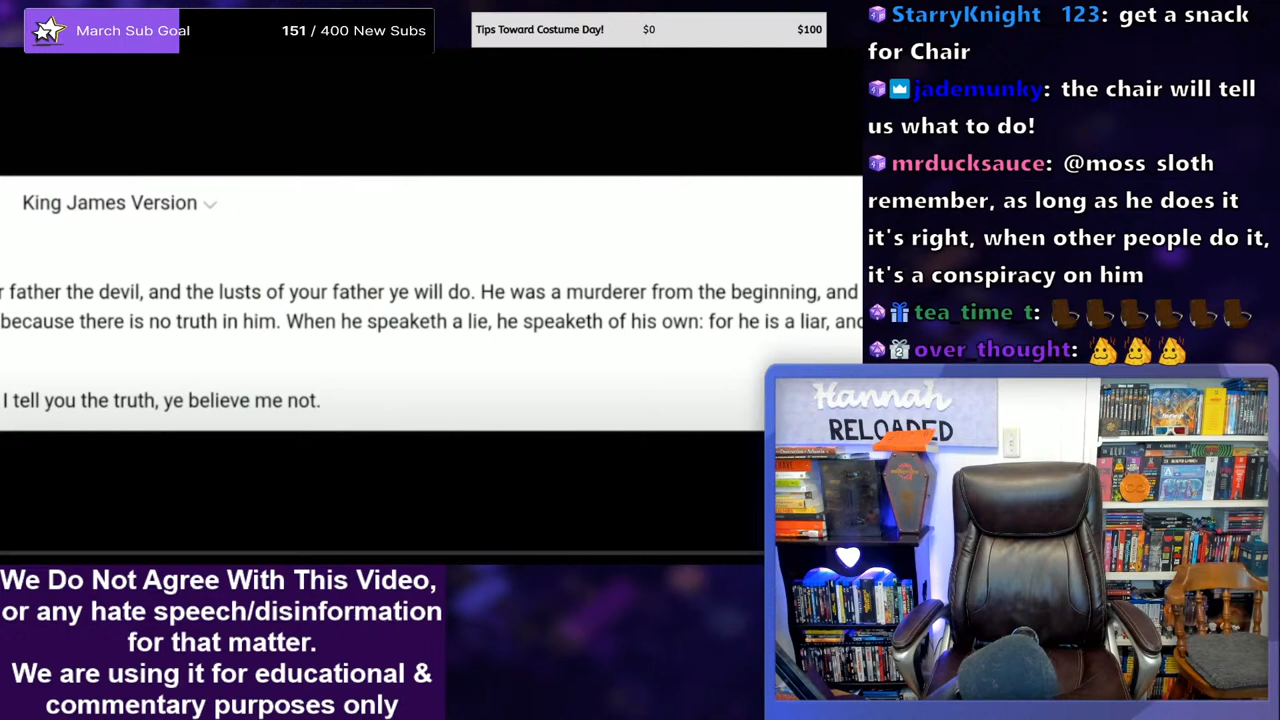 March Sub Goal
151 / 400 New Subs
Tips Toward Costume Day!
$0
$100
StarryKnight_123: get a snack
for Chair
jademunky: the chair will tell
us what to do!
mrducksauce: @moss_sloth
remember, as long as he does it
it's right, when other people do it,
it's a conspiracy on him
tea_time_t:
over_thought:
King James Version
r father the devil, and the lusts of your father ye will do. He was a murderer from the beginning, and
because there is no truth in him. When he speaketh a lie, he speaketh of his own: for he is a liar, and
I tell you the truth, ye believe me not.
Hannah
RELOADED
We Do Not Agree With This Video,
or any hate speech/disinformation
for that matter.
We are using it for educational &
commentary purposes only